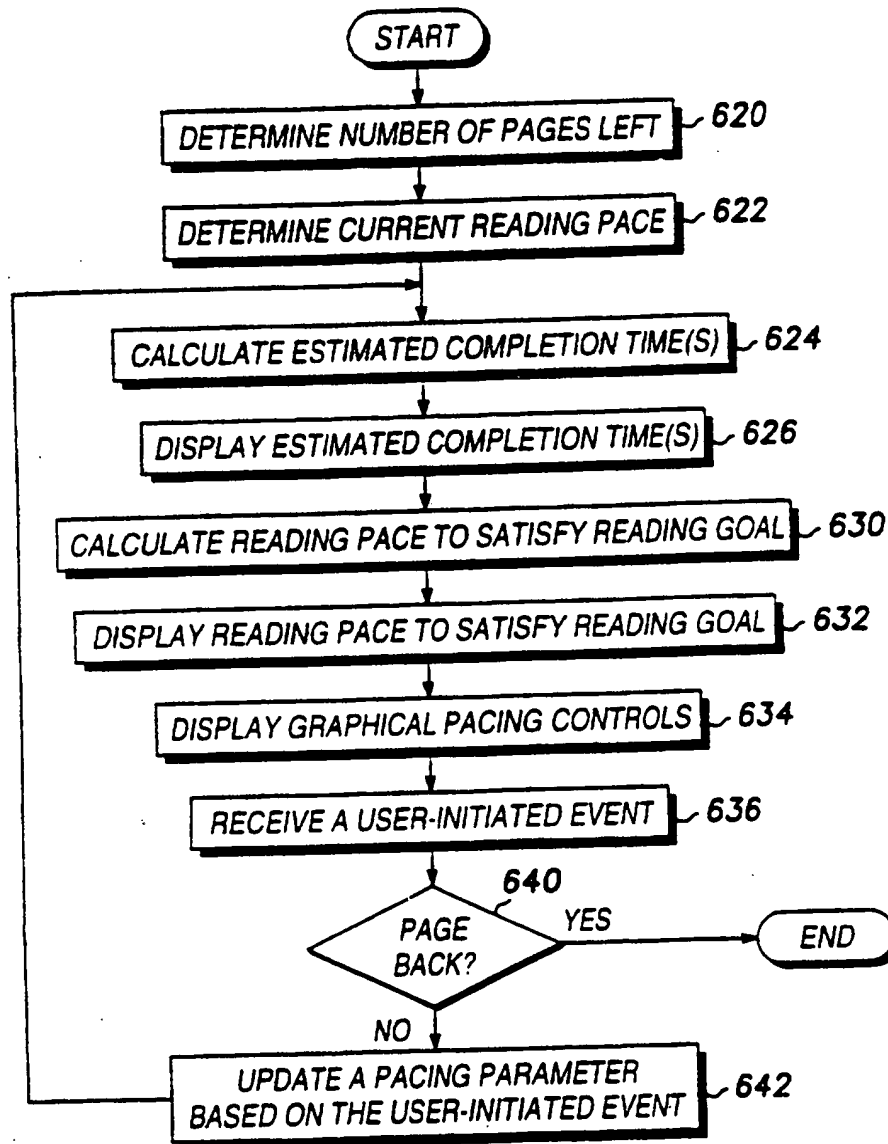 START
DETERMINE NUMBER OF PAGES LEFT 620
DETERMINE CURRENT READING PACE 622
CALCULATE ESTIMATED COMPLETION TIME(S) 624
DISPLAY ESTIMATED COMPLETION TIME(S) 626
CALCULATE READING PACE TO SATISFY READING GOAL 630
DISPLAY READING PACE TO SATISFY READING GOAL 632
DISPLAY GRAPHICAL PACING CONTROLS 634
RECEIVE A USER-INITIATED EVENT 636
640
PAGE
BACK?
YES
END
NO
UPDATE A PACING PARAMETER
BASED ON THE USER-INITIATED EVENT 642